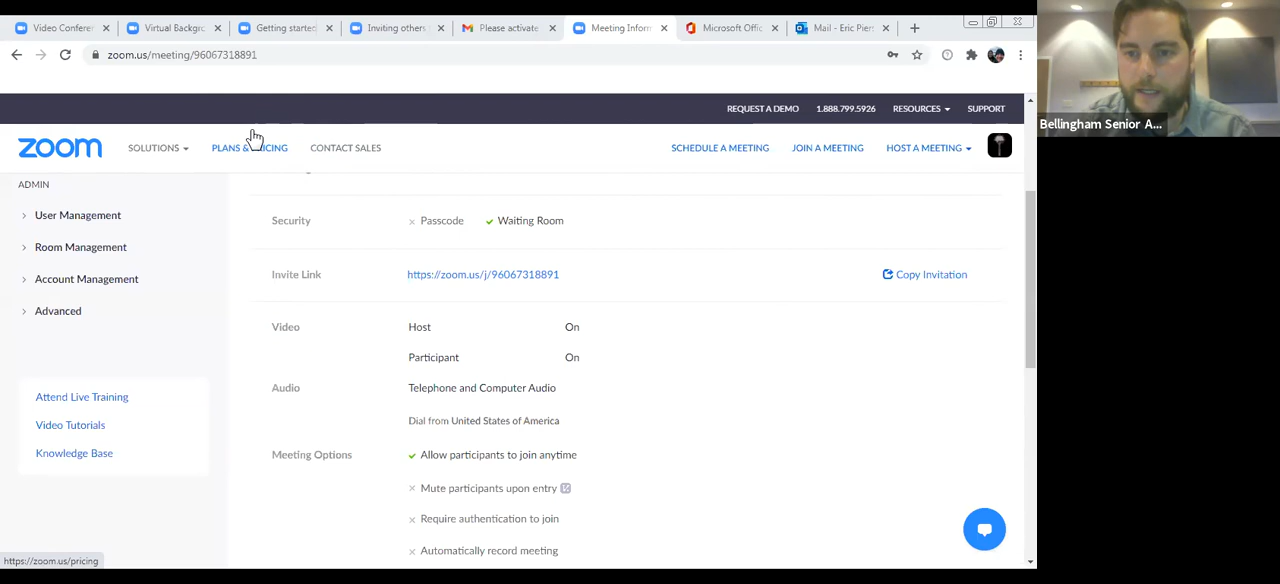 Video Conferen
Virtual Backgr
Getting started
Inviting others
Please activate
Meeting Inform
Microsoft Offic
Mail - Eric Piers
zoom.us/meeting/96067318891
REQUEST A DEMO 1.888.799.5926 RESOURCES SUPPORT
zoom SOLUTIONS PLANS & PRICING CONTACT SALES SCHEDULE A MEETING JOIN A MEETING HOST A MEETING
ADMIN
User Management
Room Management
Account Management
Advanced
Attend Live Training
Video Tutorials
Knowledge Base
Security Passcode Waiting Room
Invite Link https://zoom.us/j/96067318891 Copy Invitation
Video Host On
Participant On
Audio Telephone and Computer Audio
Dial from United States of America
Meeting Options Allow participants to join anytime
Mute participants upon entry
Require authentication to join
Automatically record meeting
https://zoom.us/pricing
Bellingham Senior A...